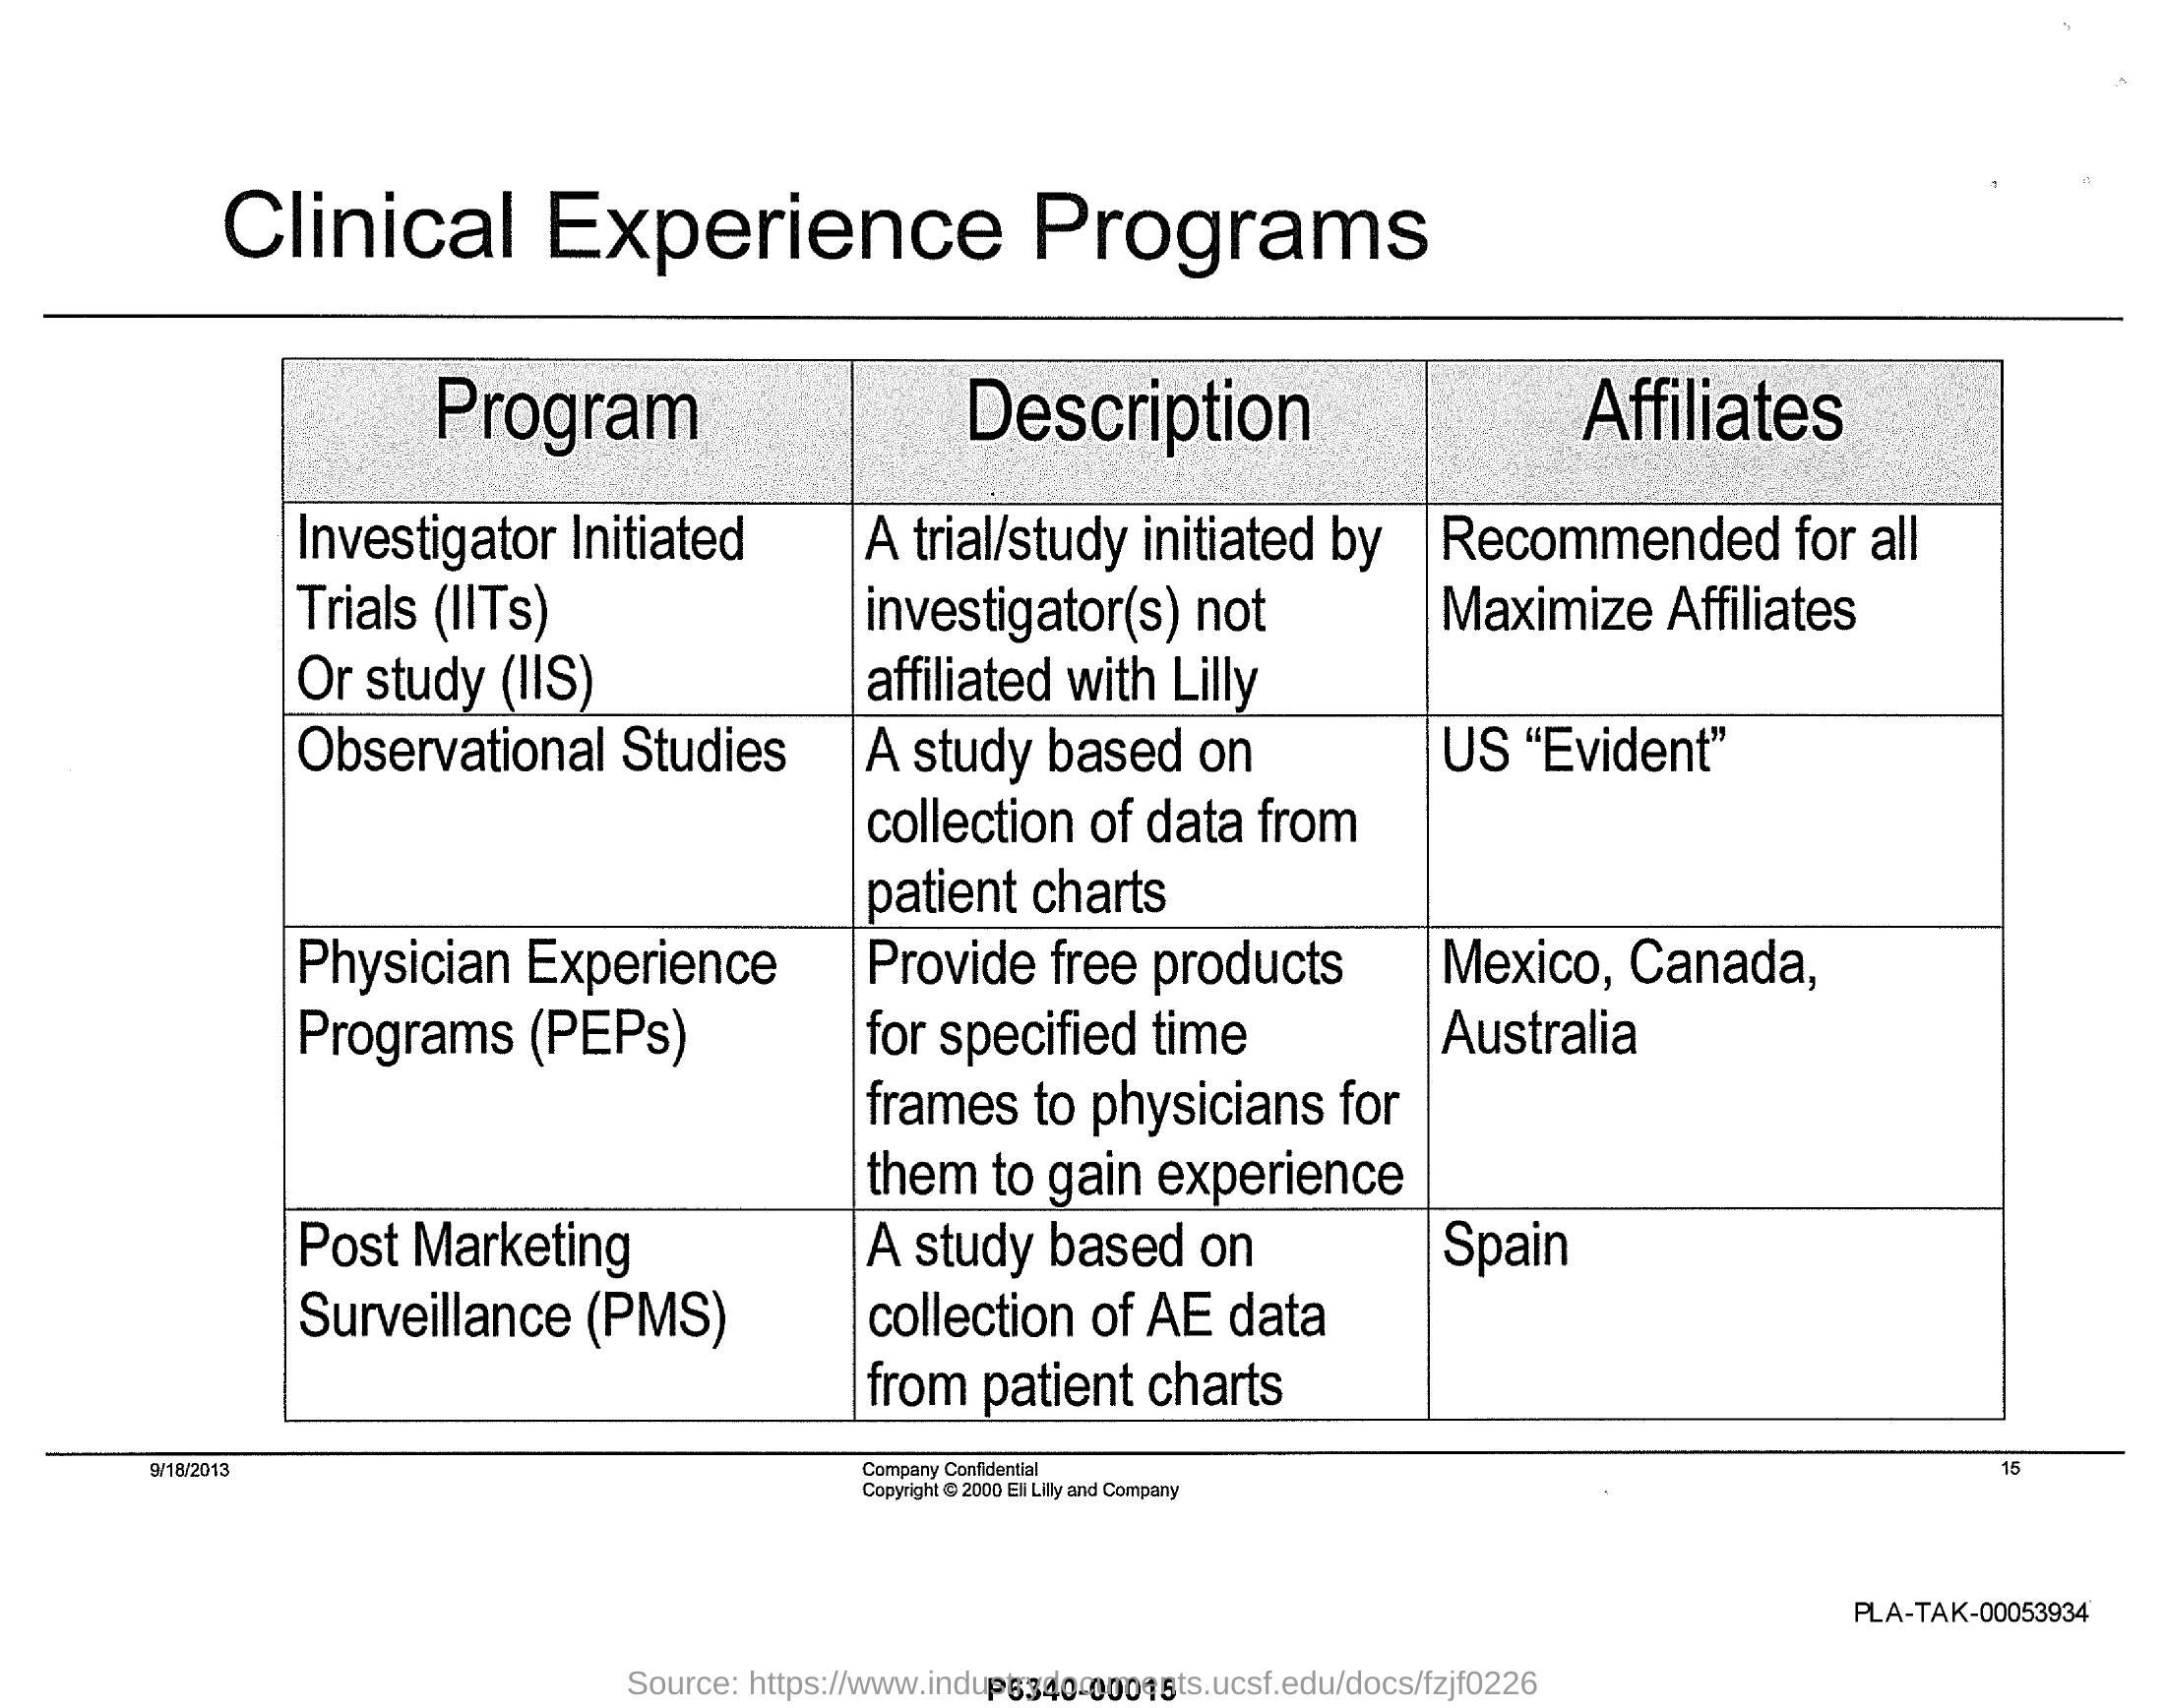 Clinical Experience Programs
Program Description Affiliates
Investigator Initiated
Trials (IITs)
Or study (IIS)
A trial/study initiated by
investigator(s) not
affiliated with Lilly
Recommended for all
Maximize Affiliates
Observational Studies
A study based on
collection of data from
patient charts
US “Evident”
Physician Experience
Programs (PEPs)
Provide free products
for specified time
frames to physicians for
them to gain experience
Mexico, Canada,
Australia
Post Marketing
Surveillance (PMS)
A study based on
collection of AE data
from patient charts
Spain
9/18/2013
Company Confidential
Copyright © 2000 Eli Lilly and Company
15
PLA-TAK-00053934
Source: https://www.industrydocuments.ucsf.edu/docs/fzjf0226
P5340-00015